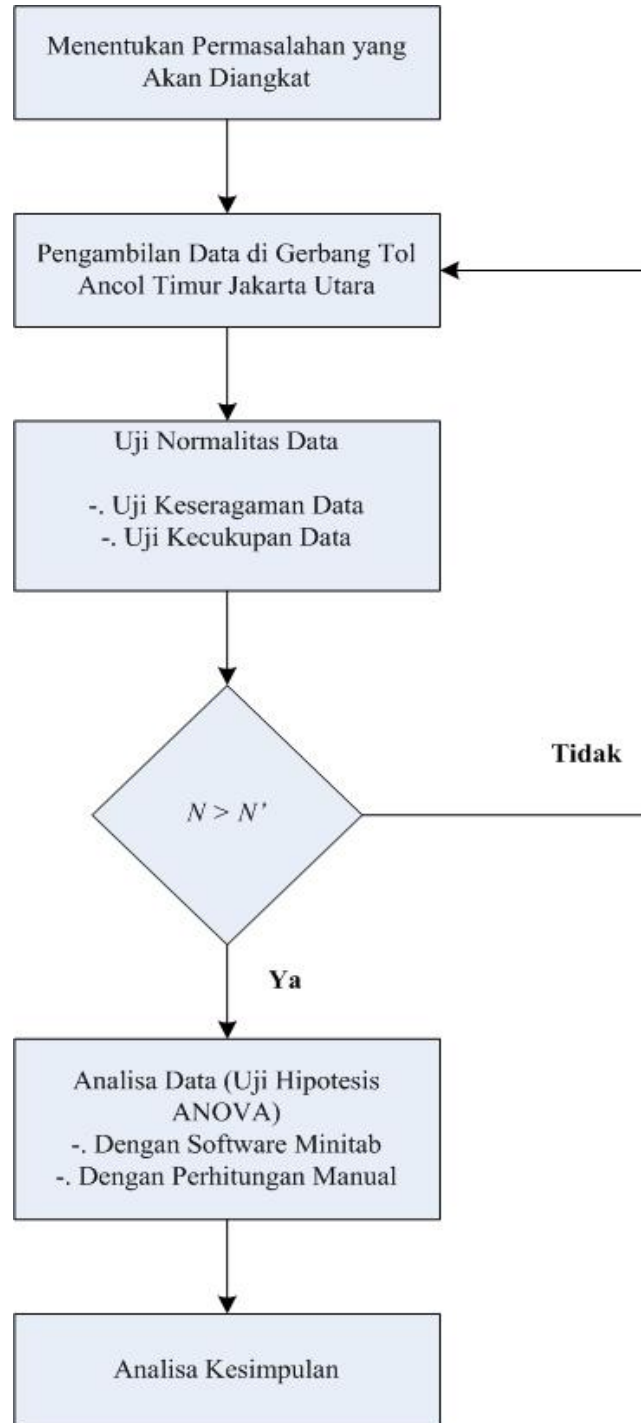 Menentukan Permasalahan yang
Akan Diangkat
Pengambilan Data di Gerbang Tol
Ancol Timur Jakarta Utara
Uji Normalitas Data
-. Uji Keseragaman Data
-. Uji Kecukupan Data
N > N’
Tidak
Ya
Analisa Data (Uji Hipotesis
ANOVA)
-. Dengan Software Minitab
-. Dengan Perhitungan Manual
Analisa Kesimpulan